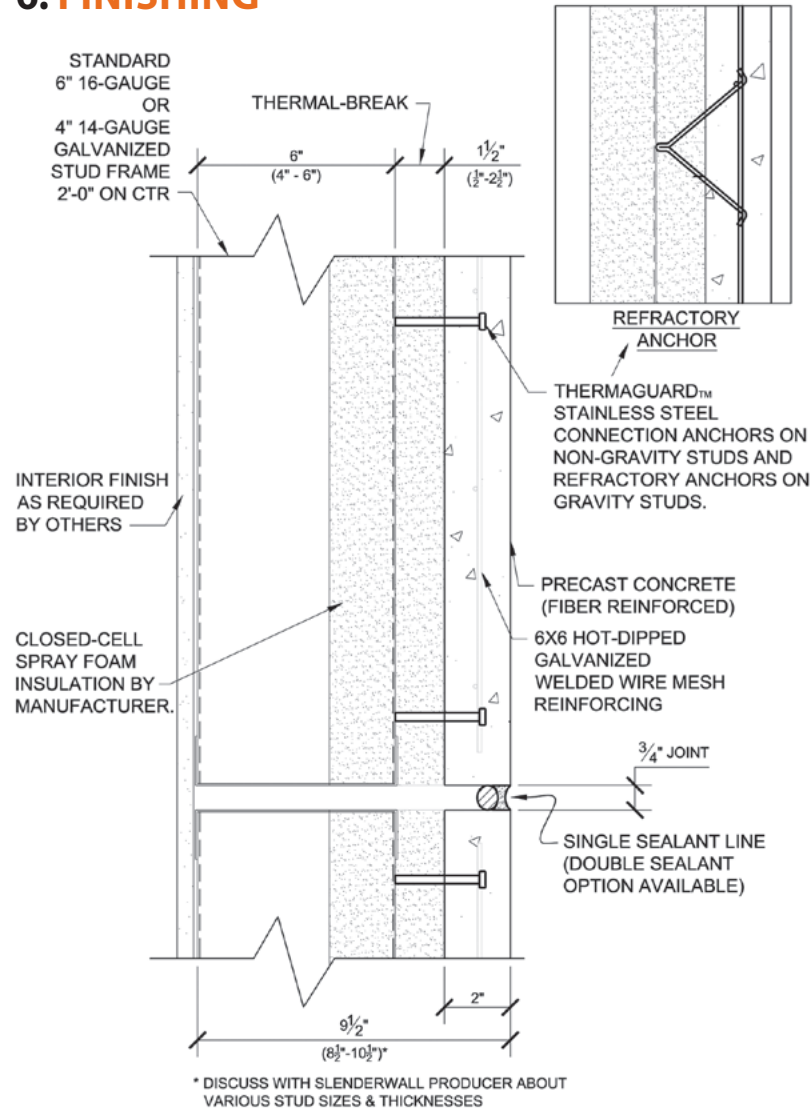 6. FINISHING
STANDARD
6" 16-GAUGE
OR
4" 14-GAUGE
GALVANIZED
STUD FRAME
2'-0" ON CTR
THERMAL-BREAK
6"
(4" - 6")
1½"
(½"-2½")
REFRACTORY
ANCHOR
THERMAGUARD™
STAINLESS STEEL
CONNECTION ANCHORS ON
NON-GRAVITY STUDS AND
REFRACTORY ANCHORS ON
GRAVITY STUDS.
INTERIOR FINISH
AS REQUIRED
BY OTHERS
PRECAST CONCRETE
(FIBER REINFORCED)
6X6 HOT-DIPPED
GALVANIZED
WELDED WIRE MESH
REINFORCING
CLOSED-CELL
SPRAY FOAM
INSULATION BY
MANUFACTURER.
¾" JOINT
SINGLE SEALANT LINE
(DOUBLE SEALANT
OPTION AVAILABLE)
2"
9½"
(8½"-10½")*
* DISCUSS WITH SLENDERWALL PRODUCER ABOUT
VARIOUS STUD SIZES & THICKNESSES